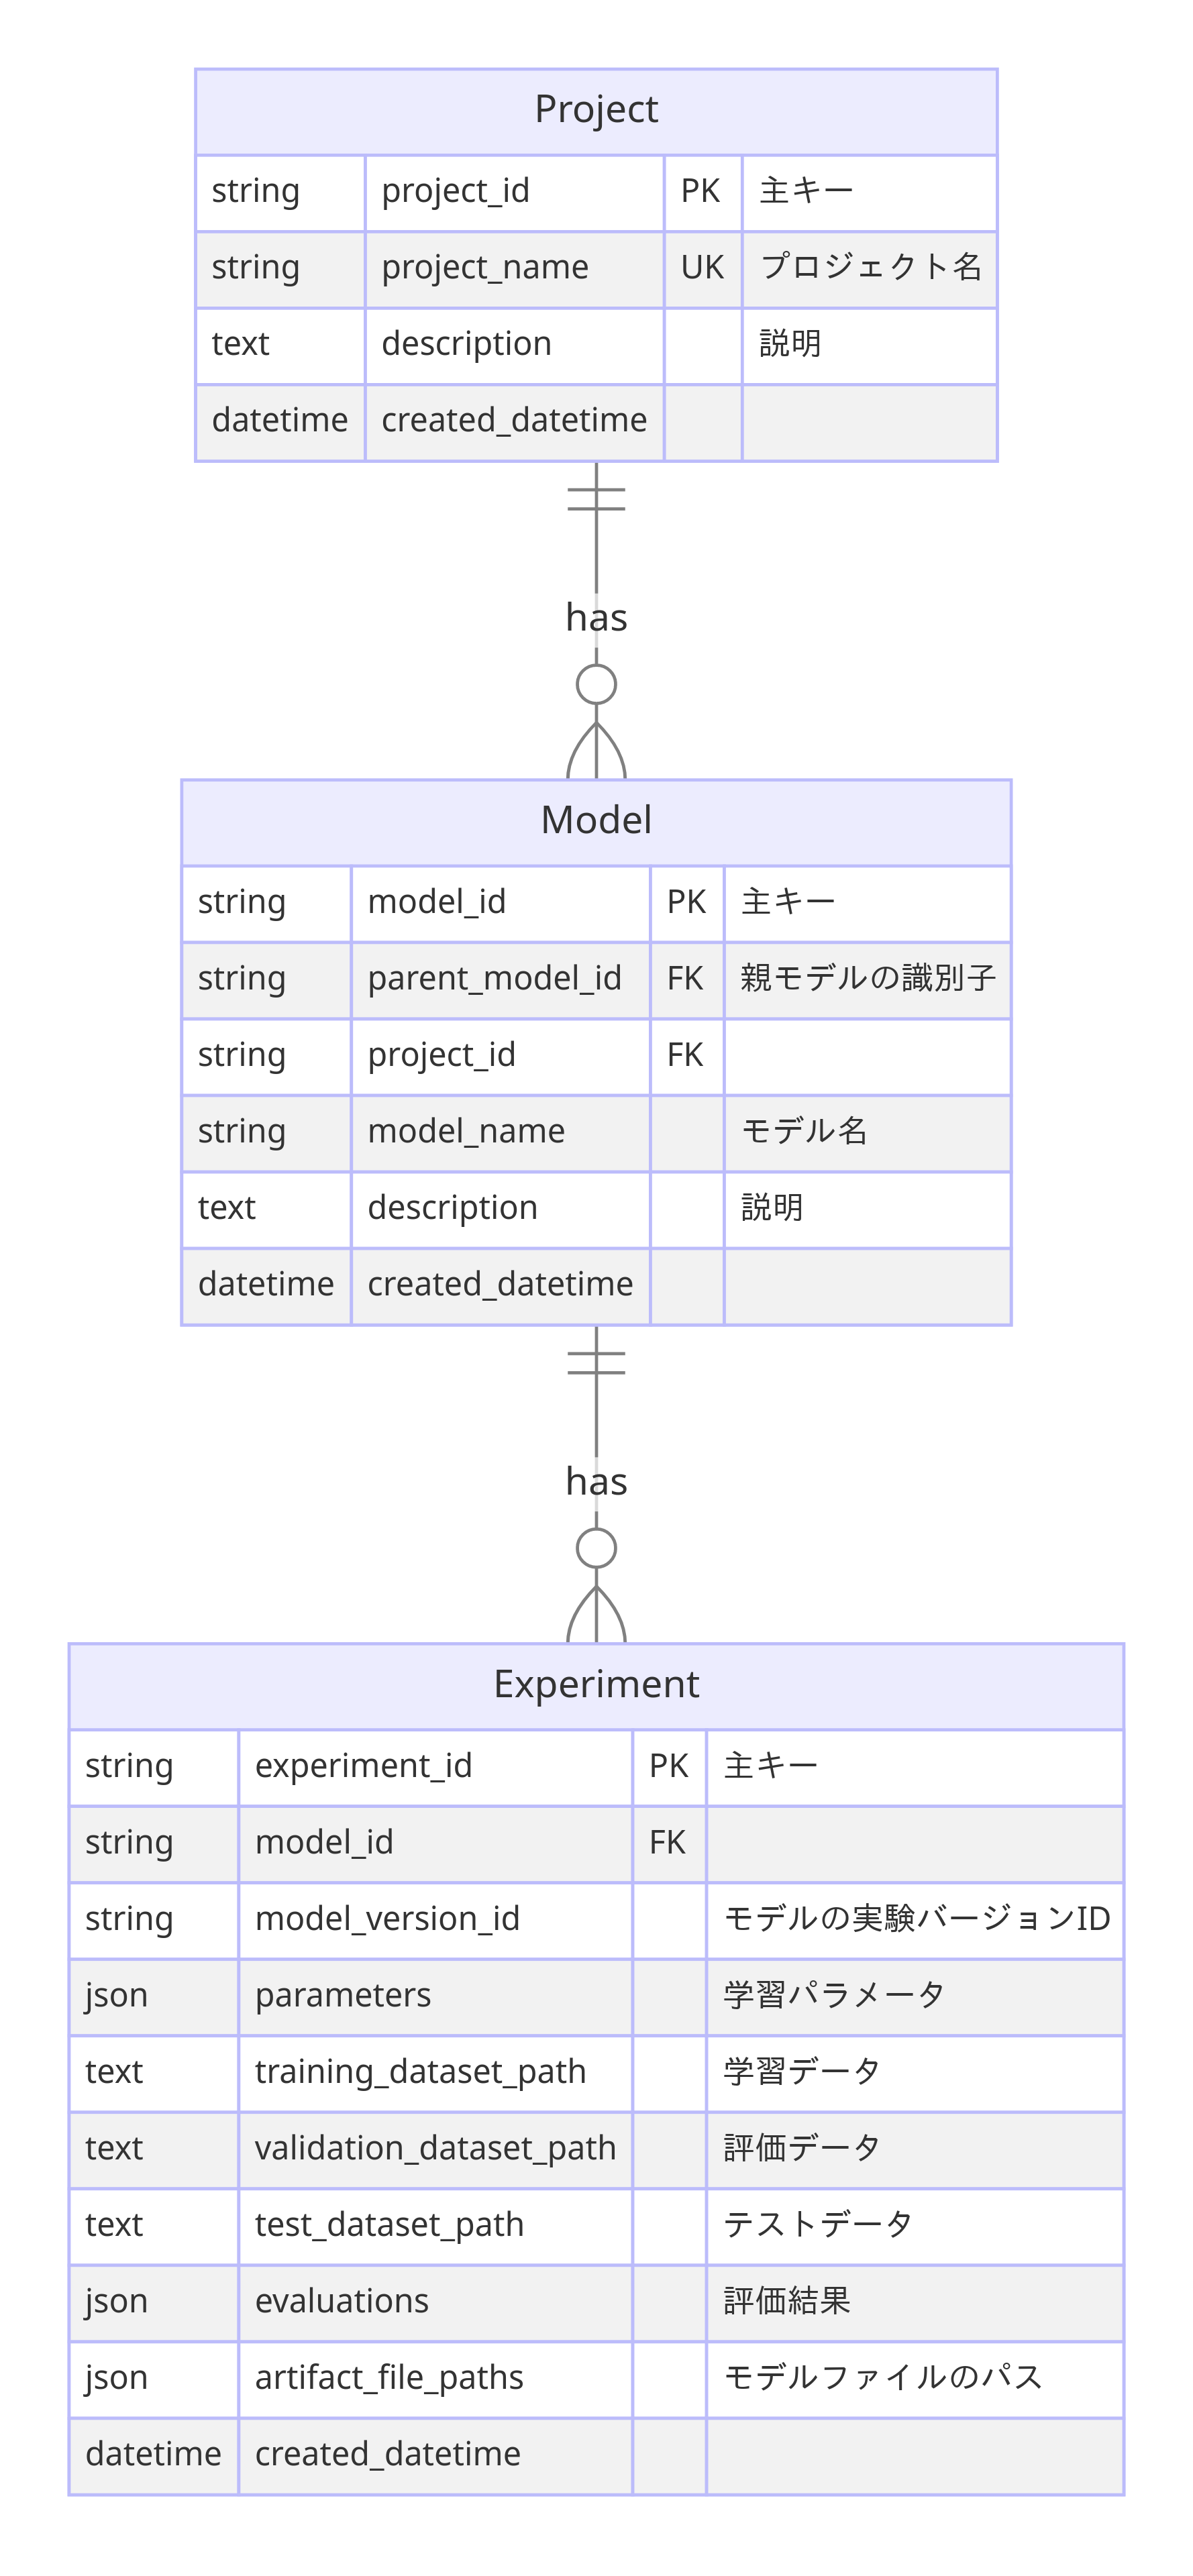 Project
string project_id PK 主キー
string project_name UK プロジェクト名
text description 説明
datetime created_datetime
has
Model
string model_id PK 主キー
string parent_model_id FK 親モデルの識別子
string project_id FK
string model_name モデル名
text description 説明
datetime created_datetime
has
Experiment
string experiment_id PK 主キー
string model_id FK
string model_version_id モデルの実験バージョンID
json parameters 学習パラメータ
text training_dataset_path 学習データ
text validation_dataset_path 評価データ
text test_dataset_path テストデータ
json evaluations 評価結果
json artifact_file_paths モデルファイルのパス
datetime created_datetime